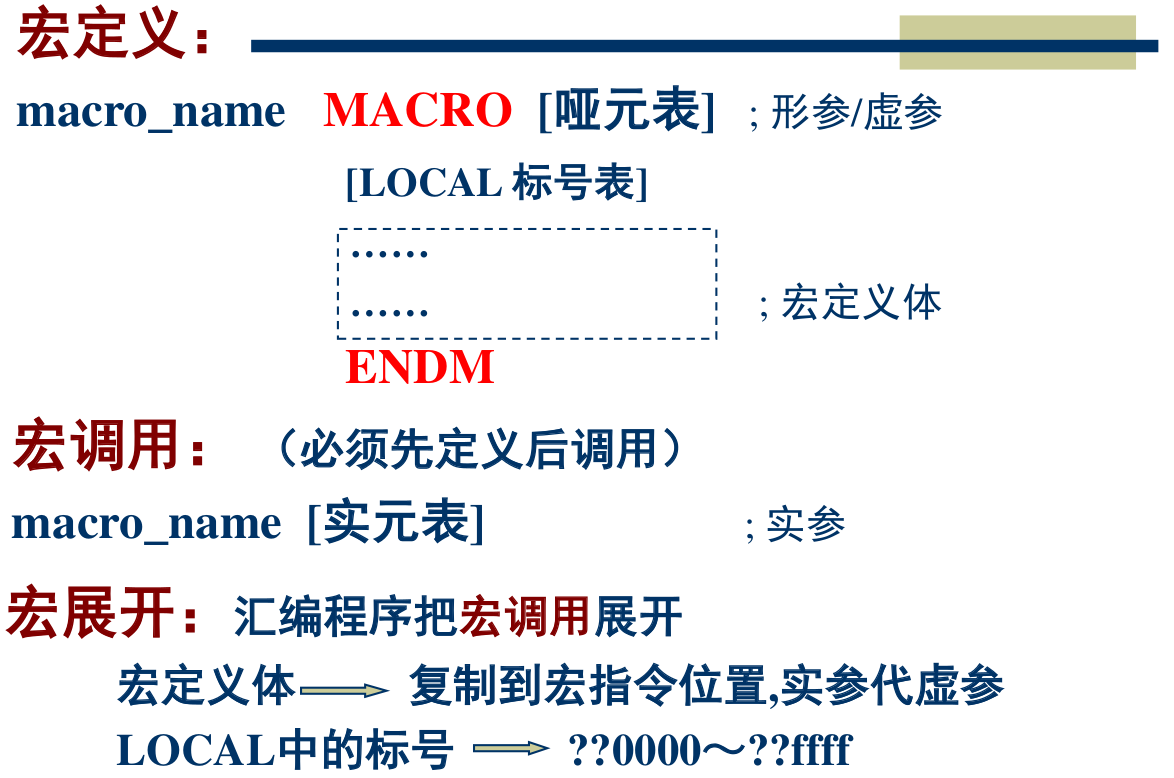 宏定义：
macro_name MACRO [哑元表] ; 形参/虚参
[LOCAL 标号表]
……
…… ; 宏定义体
ENDM
宏调用： （必须先定义后调用）
macro_name [实元表] ; 实参
宏展开：汇编程序把宏调用展开
宏定义体 复制到宏指令位置,实参代虚参
LOCAL中的标号 ??0000～??ffff